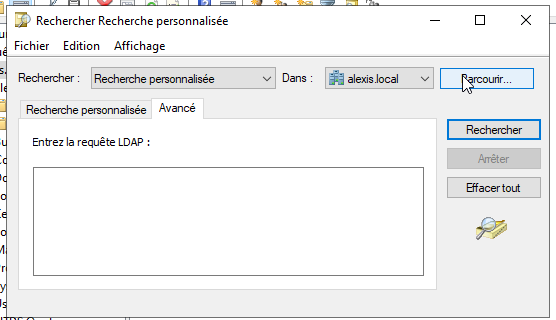 Rechercher Recherche personnalisée
Fichier Edition Affichage
Rechercher : Recherche personnalisée Dans : alexis.local Parcourir...
Recherche personnalisée Avancé
Entrez la requête LDAP :
Rechercher
Arrêter
Effacer tout